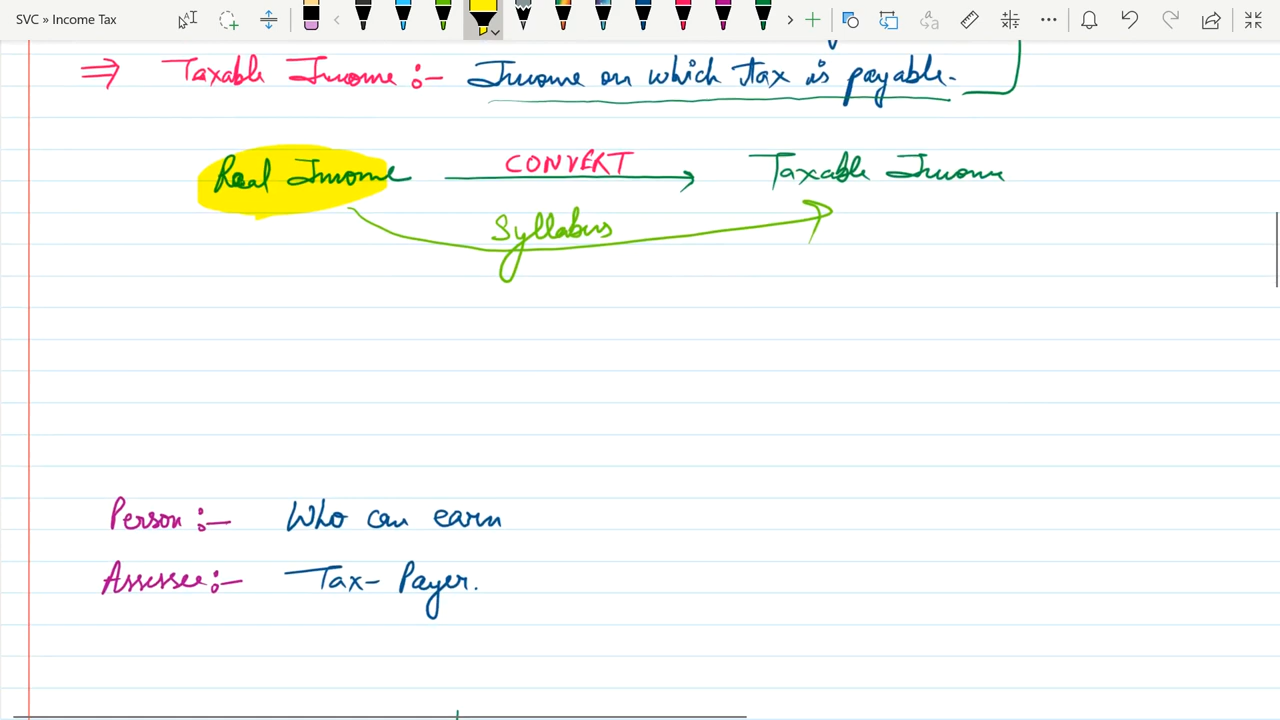 SVC » Income Tax
⇒ Taxable Income :- Income on which tax is payable.
Real Income CONVERT Taxable Income
Syllabus
Person :- Who can earn
Assessee :- Tax-Payer.